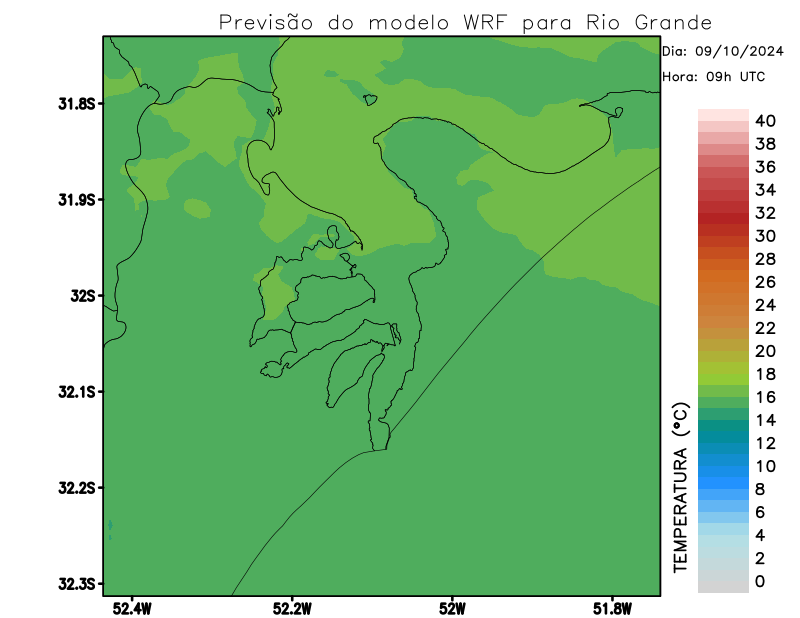 Previsão do modelo WRF para Rio Grande
Dia: 09/10/2024
Hora: 09h UTC
31.8S
31.9S
32S
32.1S
32.2S
32.3S
52.4W
52.2W
52W
51.8W
TEMPERATURA (°C)
40
38
36
34
32
30
28
26
24
22
20
18
16
14
12
10
8
6
4
2
0